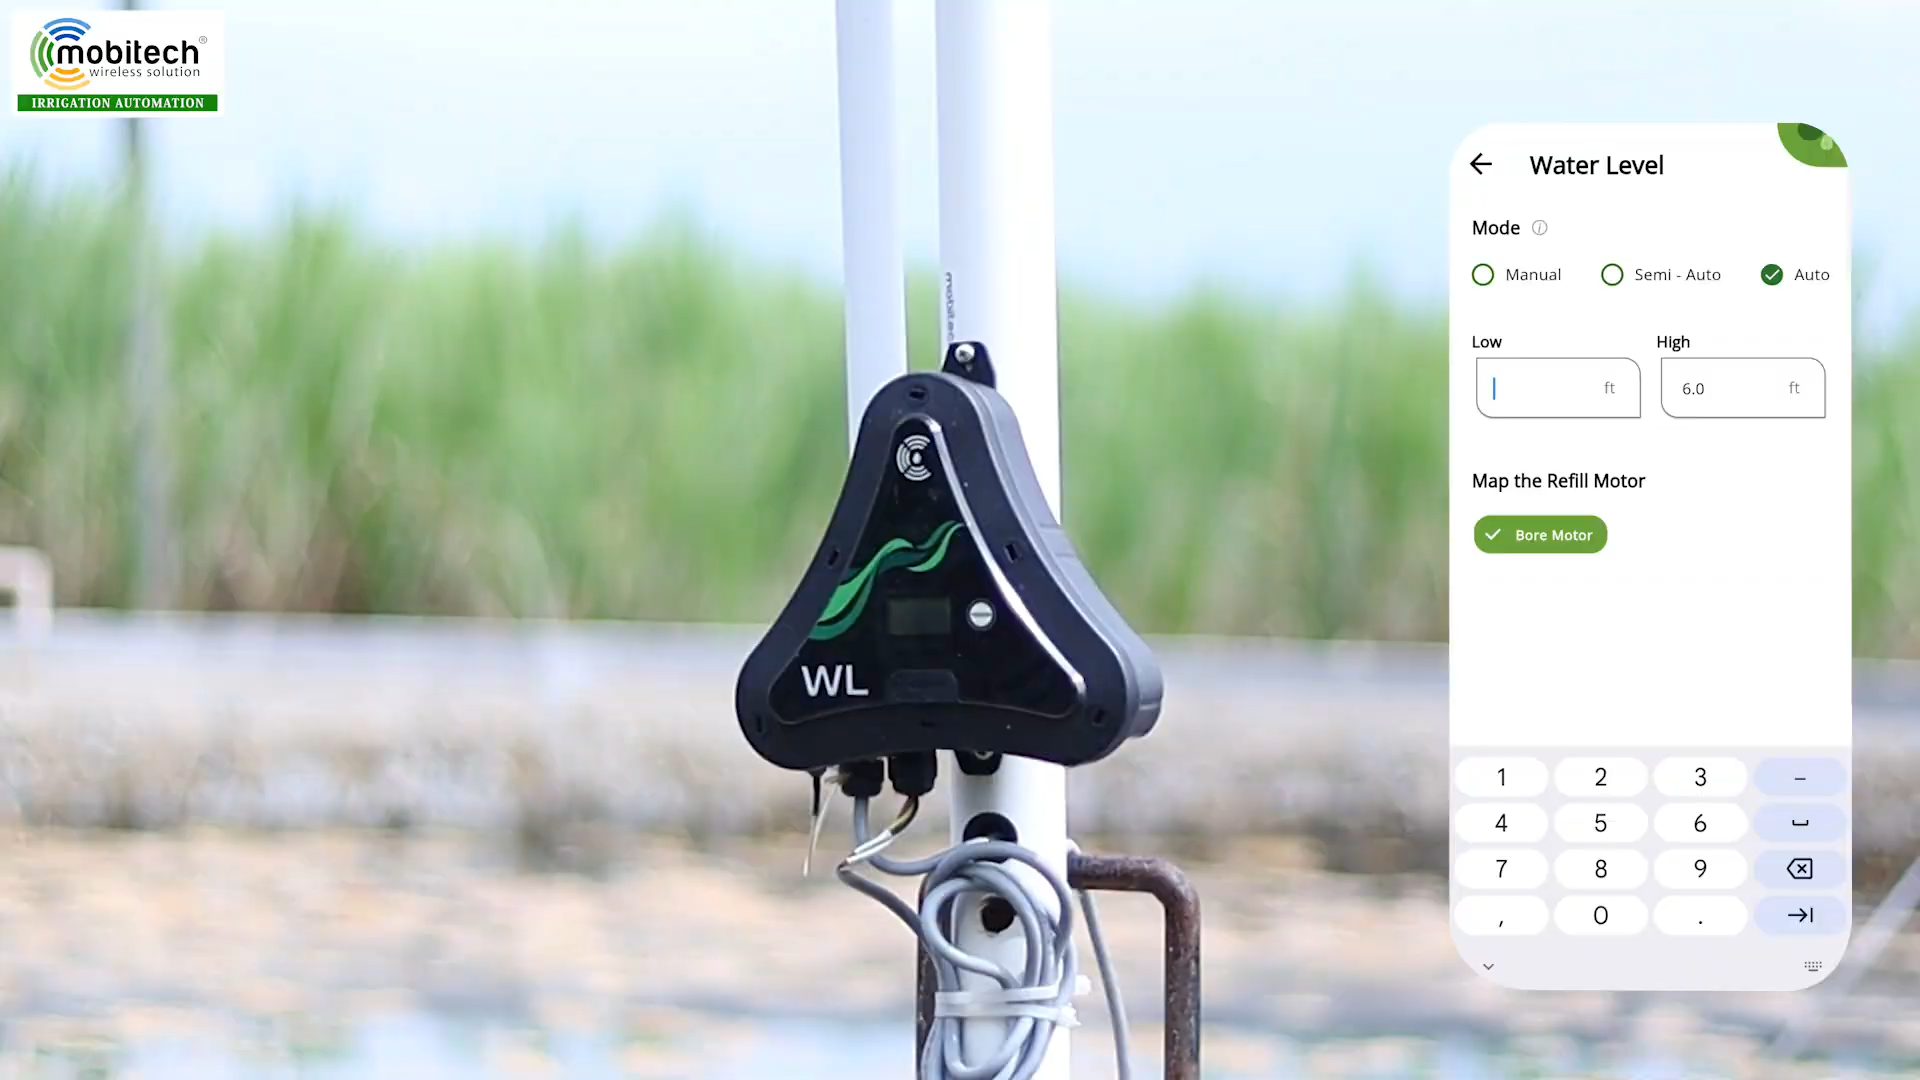 mobitech®
wireless solution
IRRIGATION AUTOMATION
Water Level
Mode
Manual
Semi - Auto
Auto
Low
High
ft
6.0 ft
Map the Refill Motor
Bore Motor
mobitech
WL
1 2 3 –
4 5 6
7 8 9
, 0 .